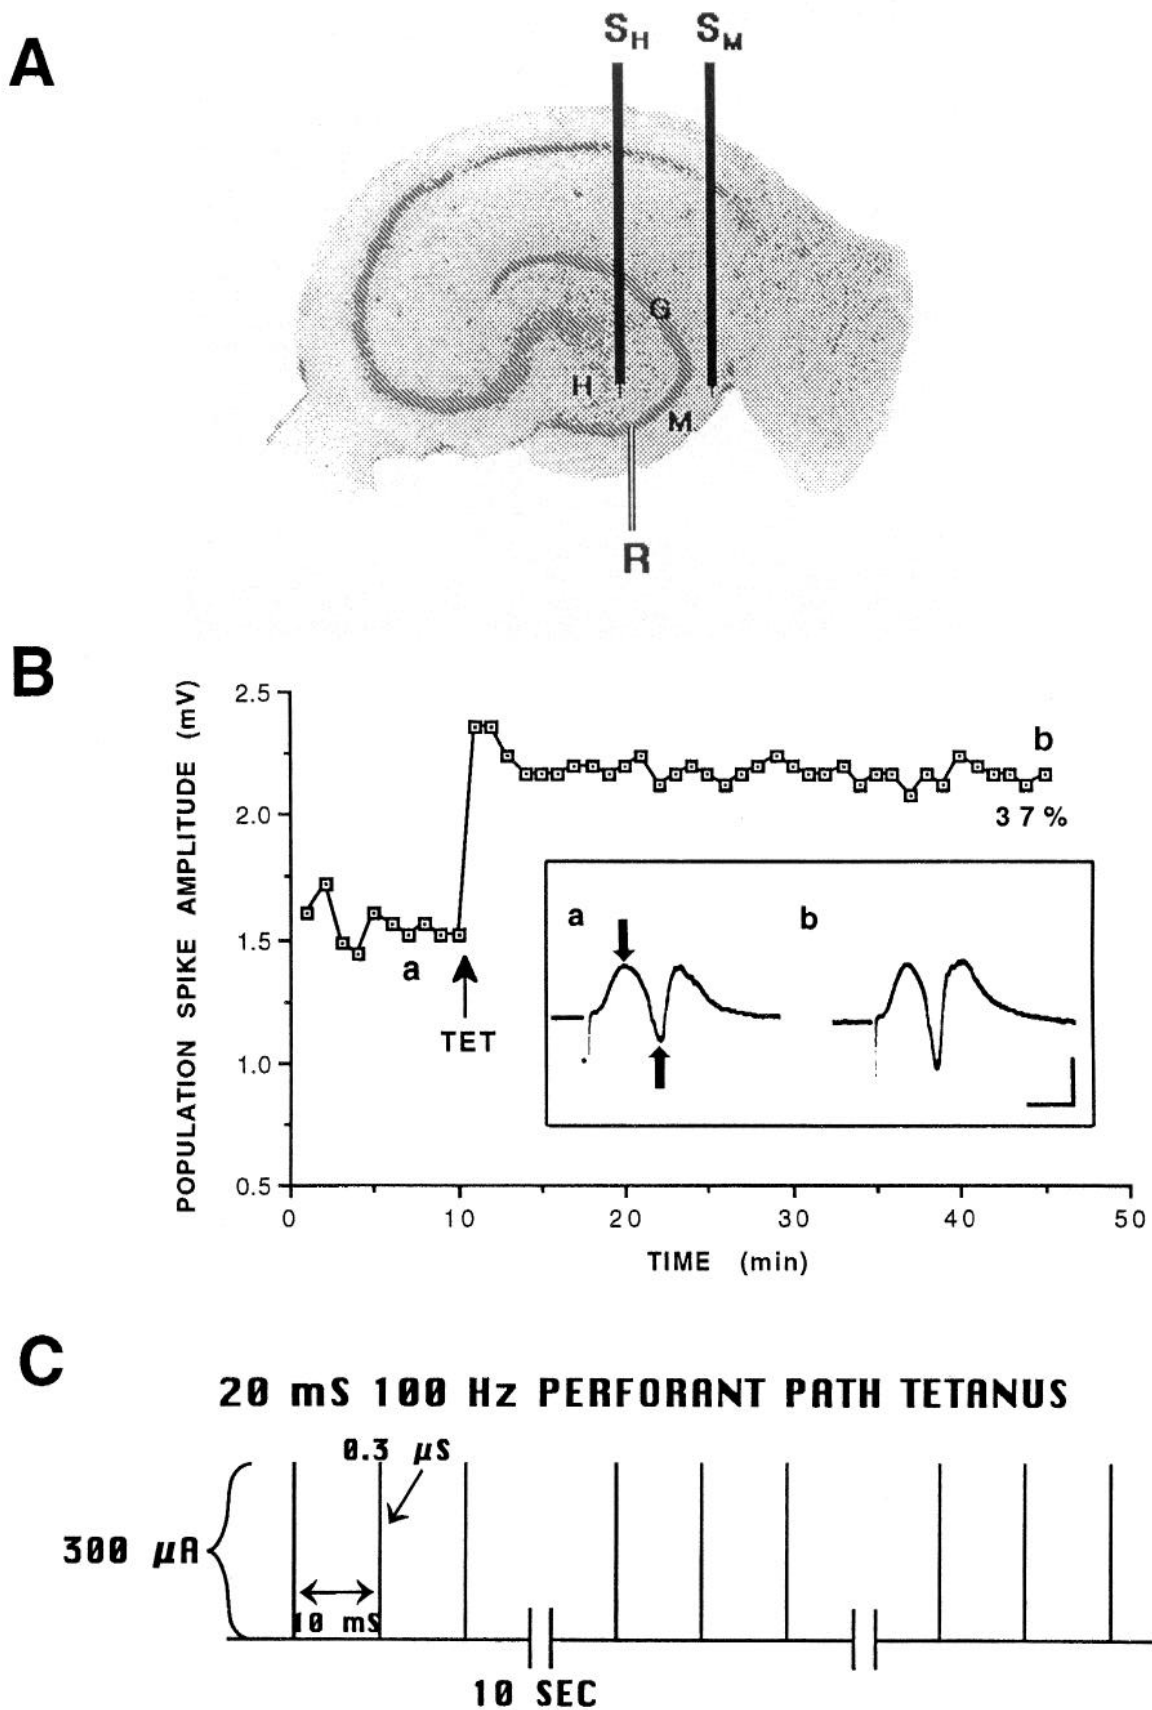 A
S_H S_M
G
H
M
R
B
POPULATION SPIKE AMPLITUDE (mV)
2.5
2.0
1.5
1.0
0.5
b
37%
a
TET
a
b
0 10 20 30 40 50
TIME (min)
C
20 mS 100 Hz PERFORANT PATH TETANUS
0.3 µS
300 µA
10 mS
10 SEC